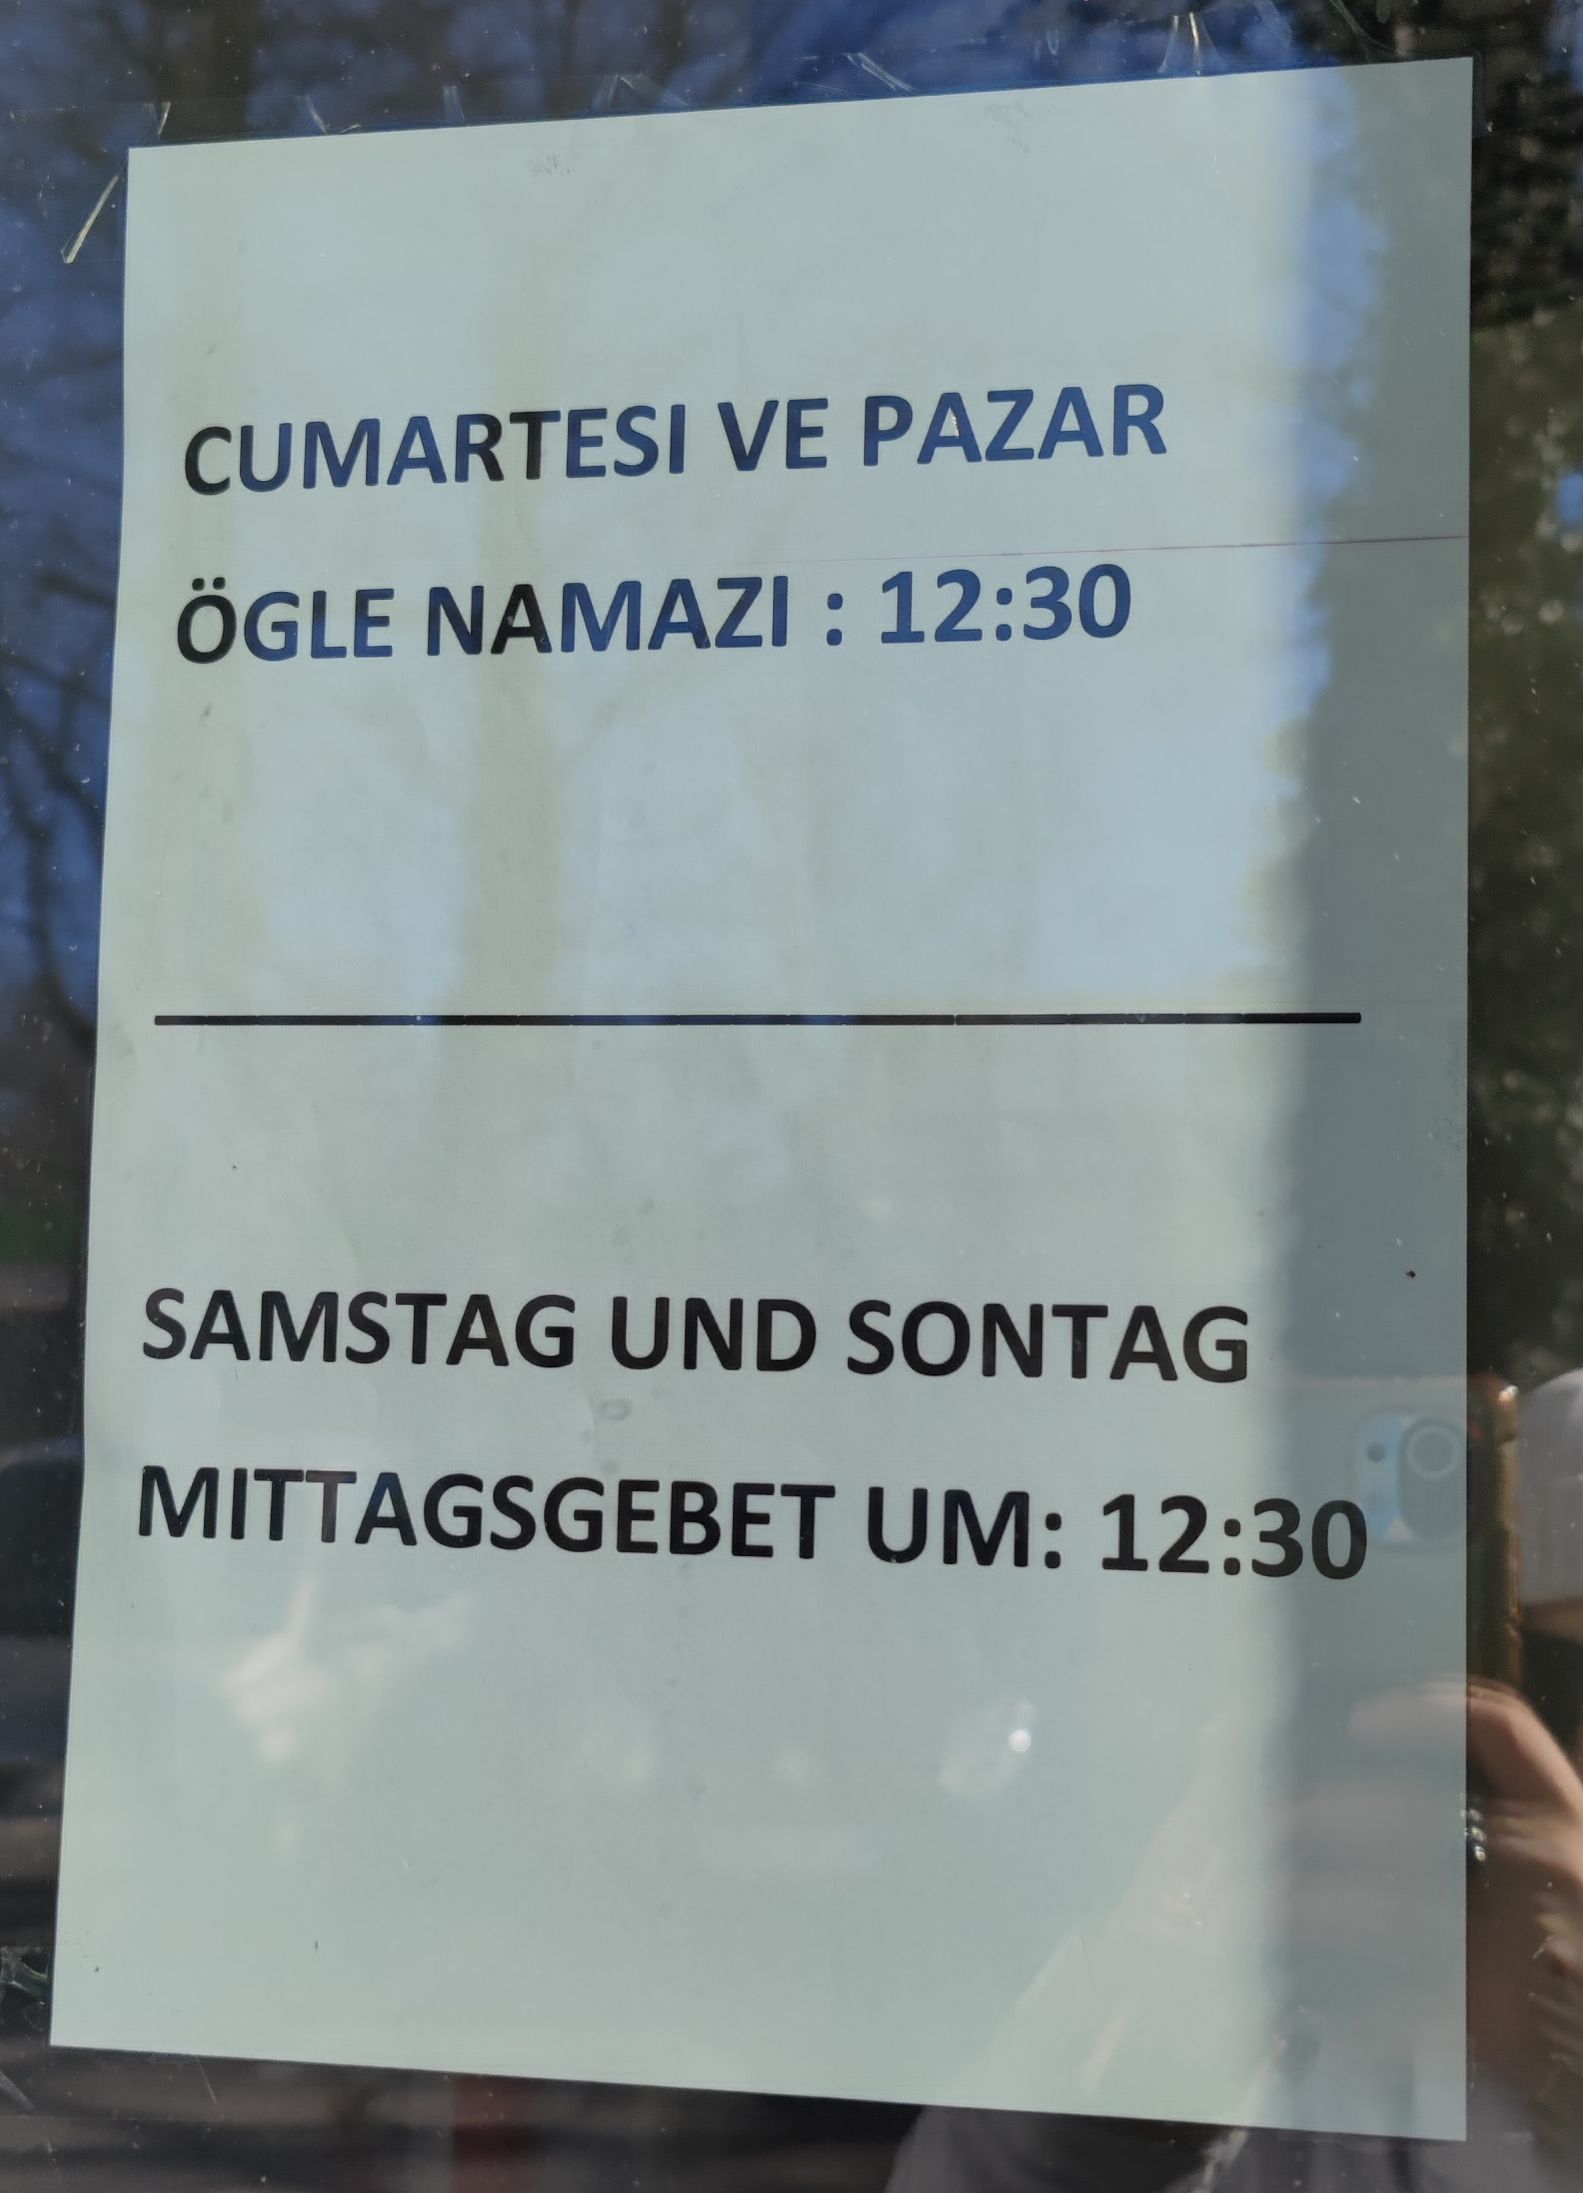 CUMARTESI VE PAZAR
ÖGLE NAMAZI : 12:30
SAMSTAG UND SONTAG
MITTAGSGEBET UM: 12:30